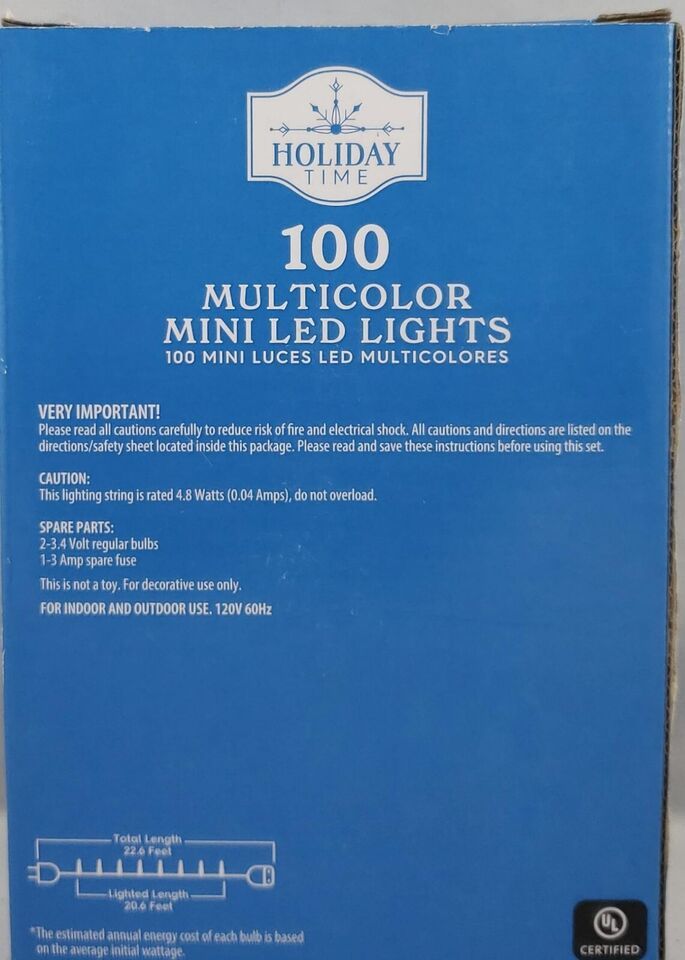 HOLIDAY
TIME
100
MULTICOLOR
MINI LED LIGHTS
100 MINI LUCES LED MULTICOLORES
VERY IMPORTANT!
Please read all cautions carefully to reduce risk of fire and electrical shock. All cautions and directions are listed on the
directions/safety sheet located inside this package. Please read and save these instructions before using this set.
CAUTION:
This lighting string is rated 4.8 Watts (0.04 Amps), do not overload.
SPARE PARTS:
2-3.4 Volt regular bulbs
1-3 Amp spare fuse
This is not a toy. For decorative use only.
FOR INDOOR AND OUTDOOR USE. 120V 60Hz
Total Length
22.6 Feet
Lighted Length
20.6 Feet
*The estimated annual energy cost of each bulb is based
on the average initial wattage.
UL
CERTIFIED